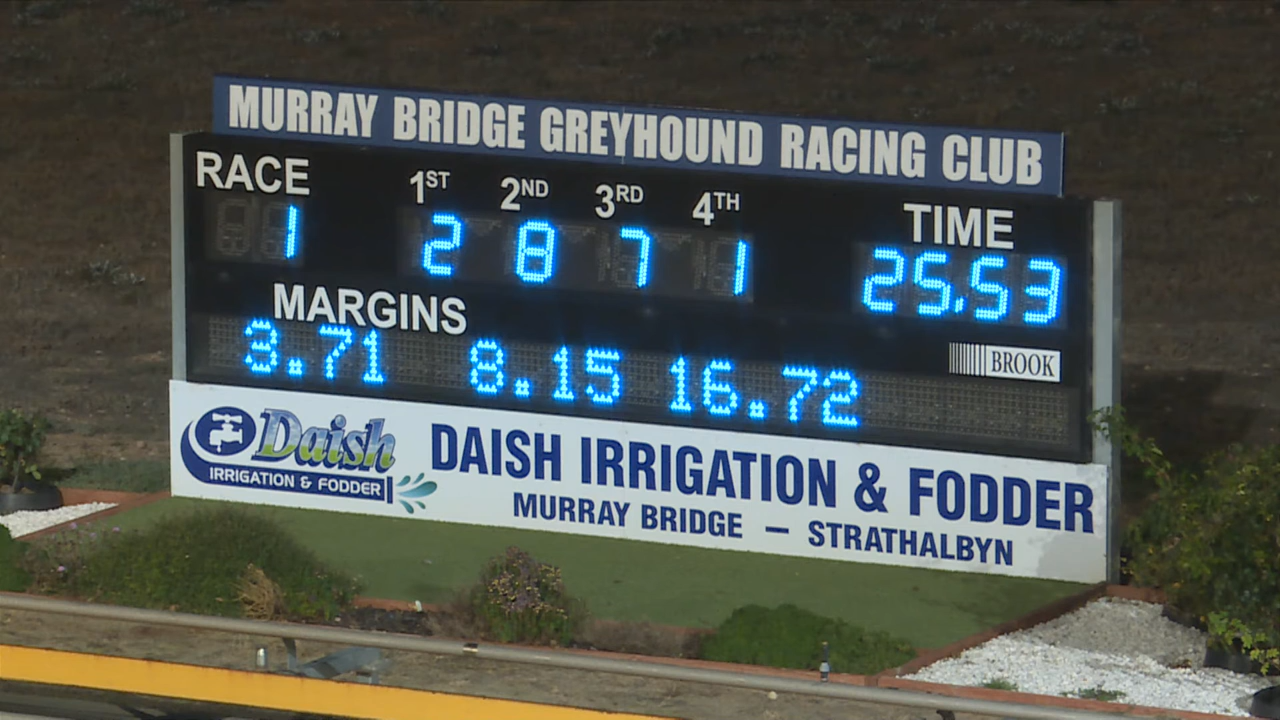 MURRAY BRIDGE GREYHOUND RACING CLUB
RACE 1ST 2ND 3RD 4TH TIME
1 2 8 7 1 25.53
MARGINS
8.71 8.15 16.72
BROOK
Daish
IRRIGATION & FODDER
DAISH IRRIGATION & FODDER
MURRAY BRIDGE – STRATHALBYN